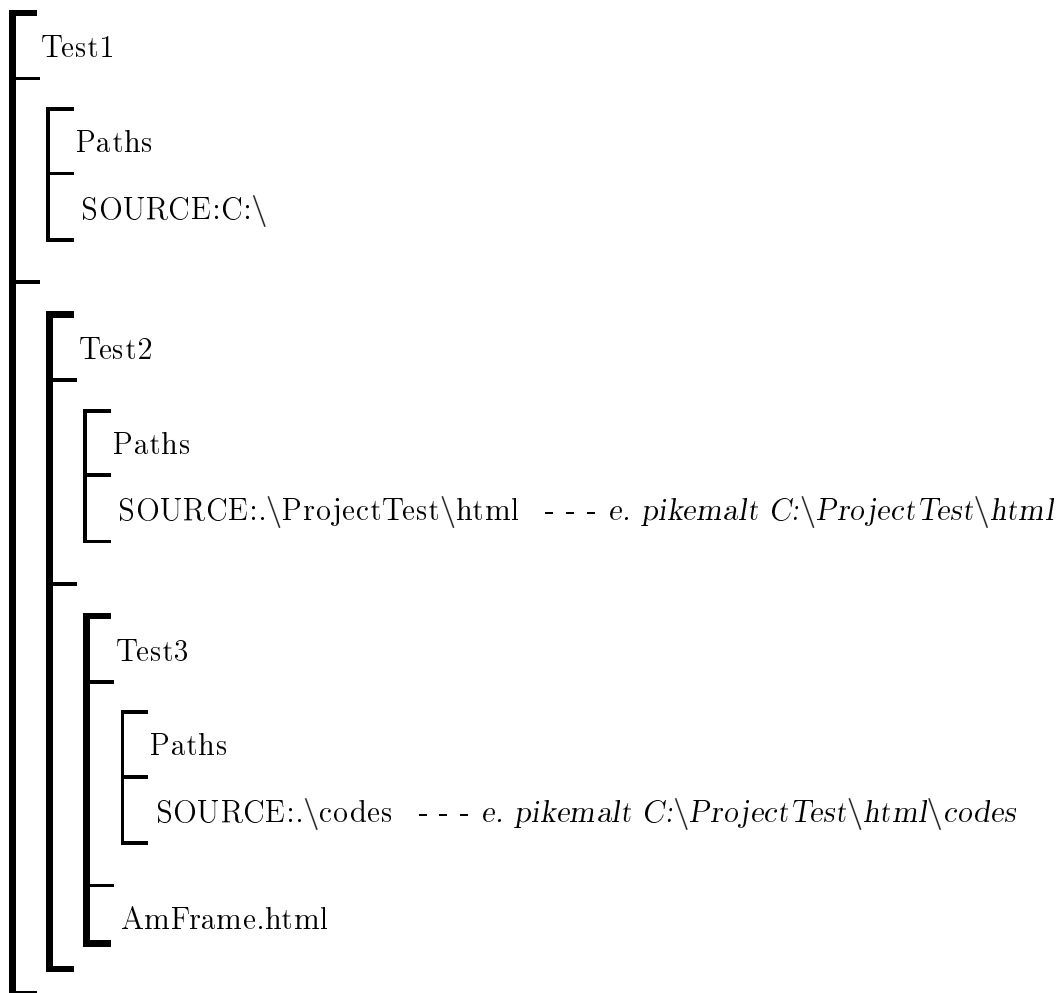 Test1
Paths
SOURCE:C:\
Test2
Paths
SOURCE:.\ProjectTest\html - - - e. pikemalt C:\ProjectTest\html
Test3
Paths
SOURCE:.\codes - - - e. pikemalt C:\ProjectTest\html\codes
AmFrame.html